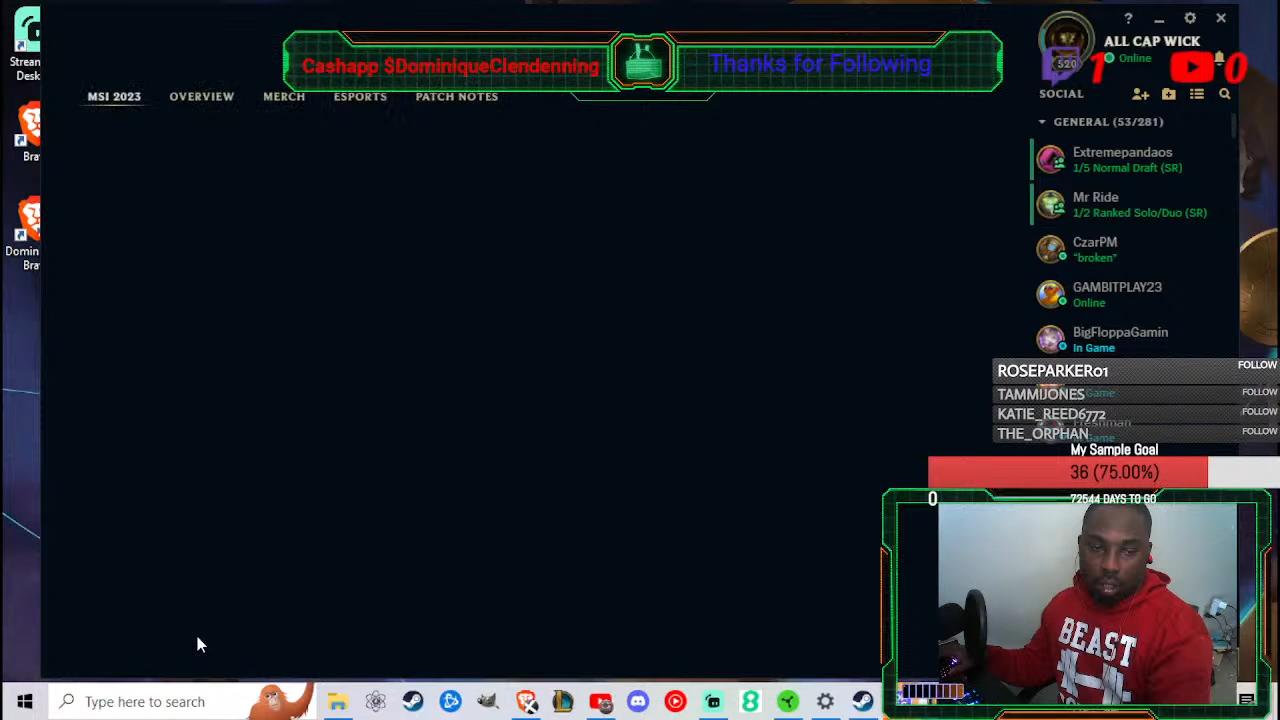 Stream
Desk
Bra
Domin
Bra
Cashapp $DominiqueClendenning
Thanks for Following
MSI 2023
OVERVIEW
MERCH
ESPORTS
PATCH NOTES
?
520
ALL CAP WICK
Online
1
0
SOCIAL
GENERAL (53/281)
Extremepandaos
1/5 Normal Draft (SR)
Mr Ride
1/2 Ranked Solo/Duo (SR)
CzarPM
"broken"
GAMBITPLAY23
Online
BigFloppaGamin
In Game
ROSEPARKER01 FOLLOW
TAMMIJONES FOLLOW
Game
KATIE_REED6772 FOLLOW
Freshman
THE_ORPHAN FOLLOW
Game
My Sample Goal
36 (75.00%)
0
72544 DAYS TO GO
BEAST
Type here to search